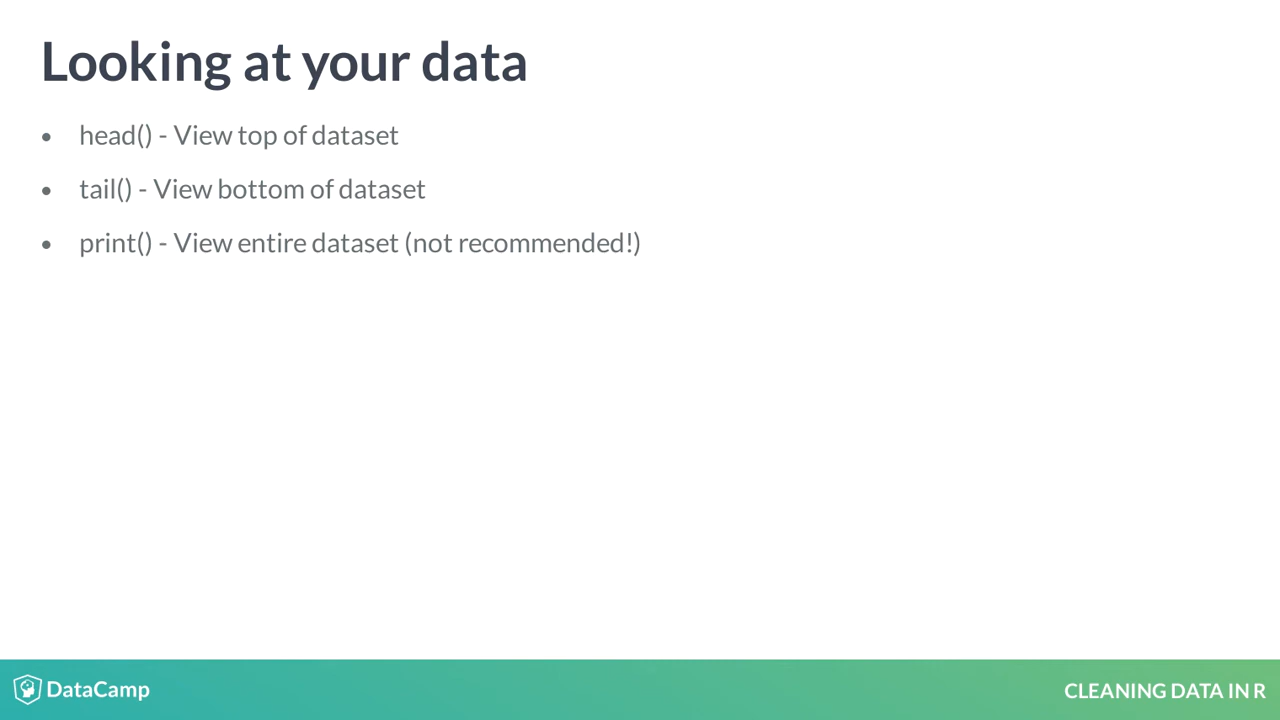 Looking at your data
• head() - View top of dataset
• tail() - View bottom of dataset
• print() - View entire dataset (not recommended!)
DataCamp
CLEANING DATA IN R